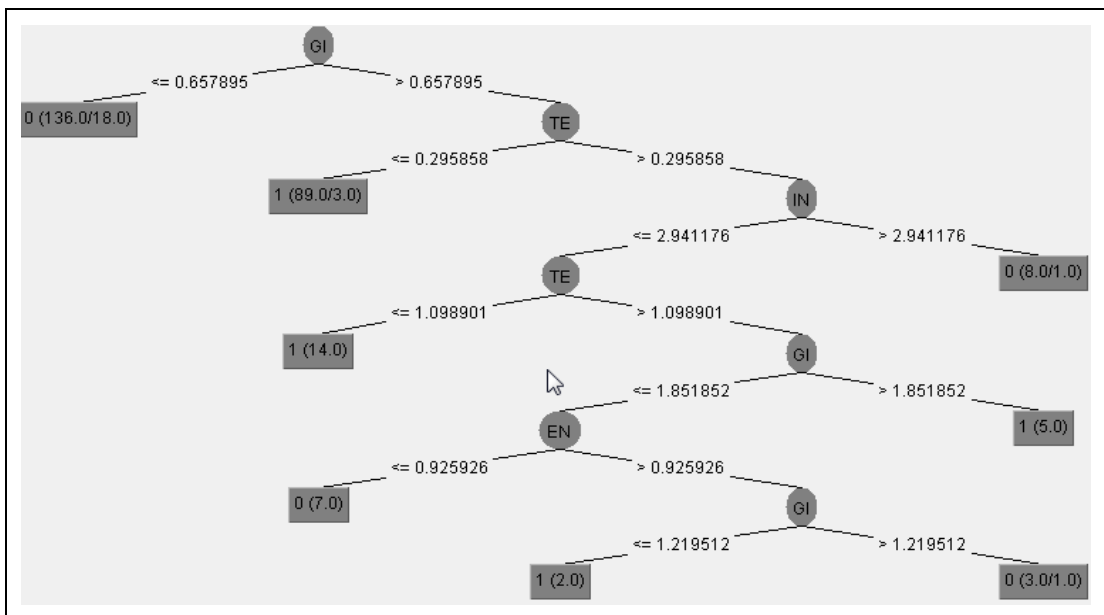 GI
<= 0.657895 > 0.657895
0 (136.0/18.0) TE
<= 0.295858 > 0.295858
1 (89.0/3.0) IN
<= 2.941176 > 2.941176
TE 0 (8.0/1.0)
<= 1.098901 > 1.098901
1 (14.0) GI
<= 1.851852 > 1.851852
EN 1 (5.0)
<= 0.925926 > 0.925926
0 (7.0) GI
<= 1.219512 > 1.219512
1 (2.0) 0 (3.0/1.0)